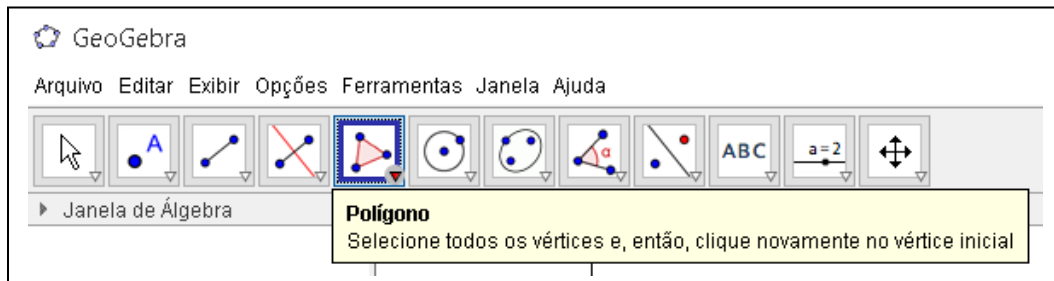 GeoGebra
Arquivo Editar Exibir Opções Ferramentas Janela Ajuda
A α ABC a=2
Janela de Álgebra
Polígono
Selecione todos os vértices e, então, clique novamente no vértice inicial